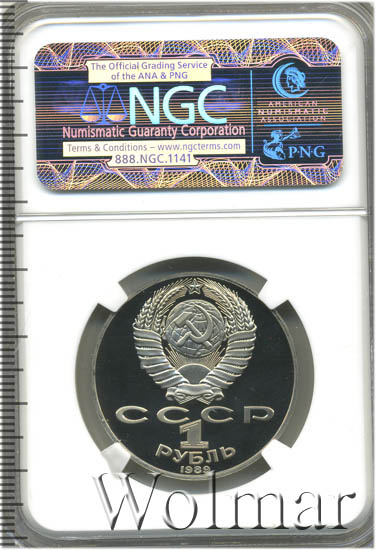 The Official Grading Service
of the ANA & PNG
NGC
Numismatic Guaranty Corporation
Terms & Conditions – www.ngcterms.com
888.NGC.1141
AMERICAN
NUMISMATIC
ASSOCIATION
P·N·G
СССР
1
РУБЛЬ
1989
Wolmar